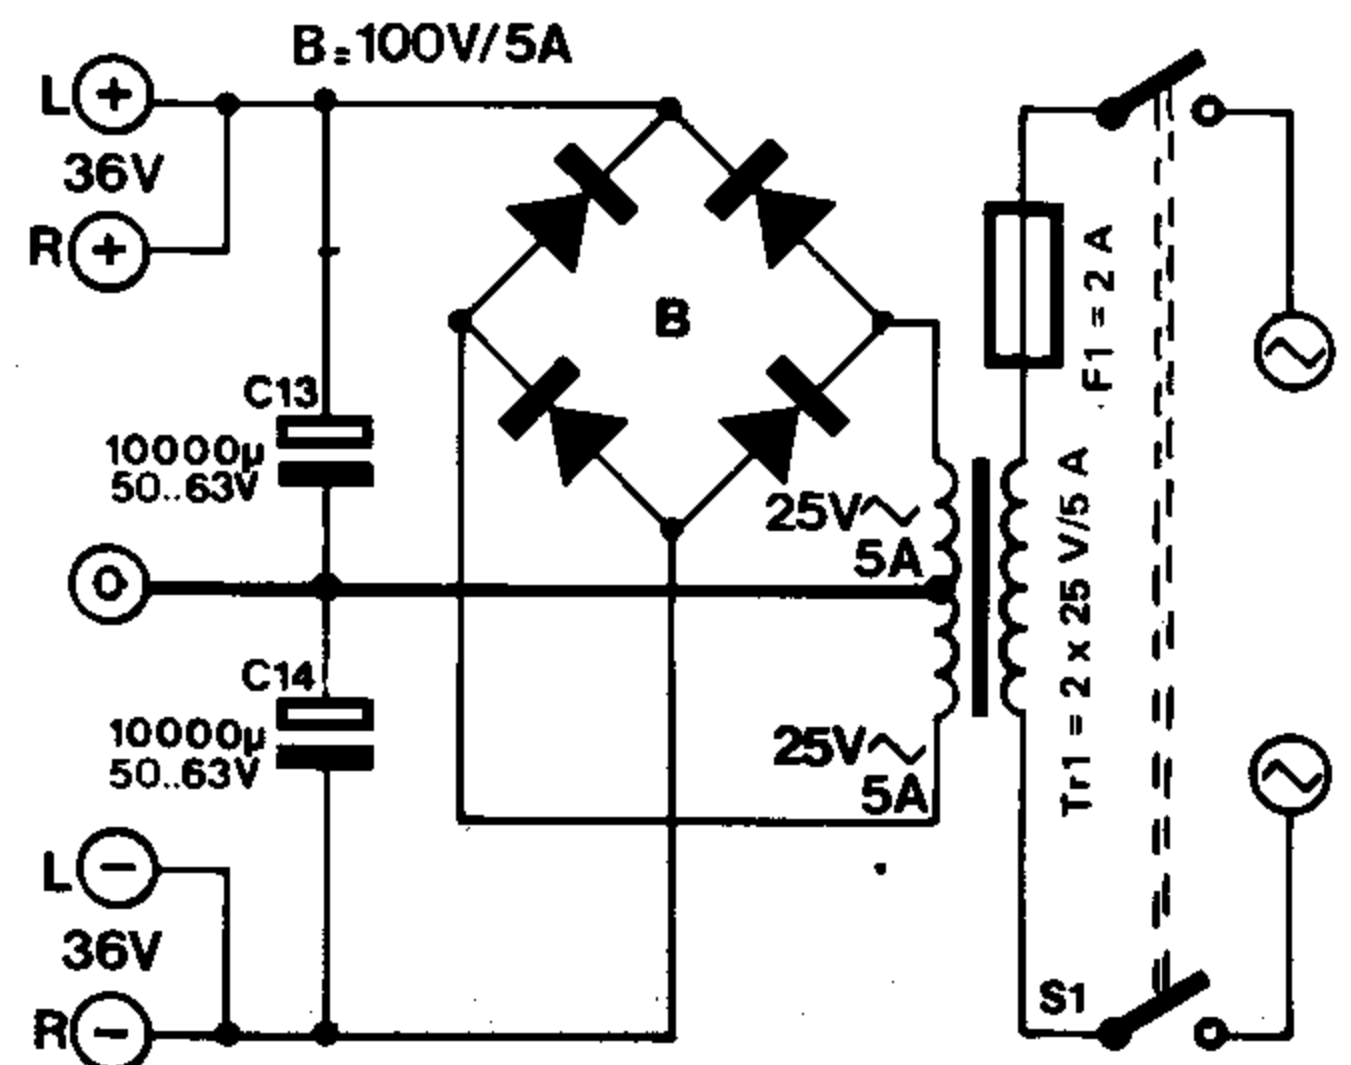 B=100V/5A
L +
36V
R +
B
F1 = 2 A
C13
10000µ
50..63V
25V~
5A
Tr1 = 2 x 25 V/5 A
0
C14
10000µ
50..63V
25V~
5A
L −
36V
R −
S1